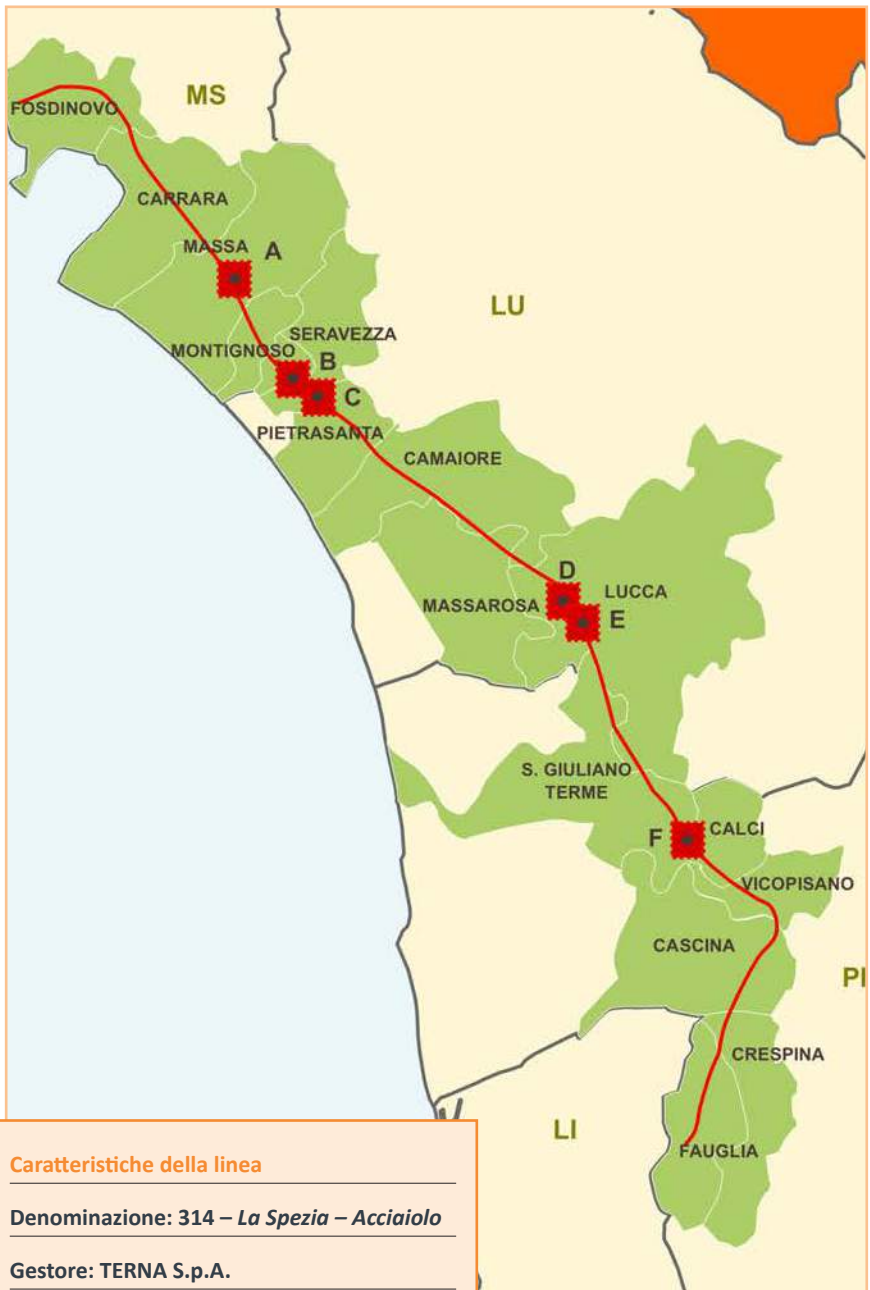 MS
FOSDINOVO
CARRARA
MASSA A
LU
SERAVEZZA
MONTIGNOSO
B
C
PIETRASANTA
CAMAIORE
D
LUCCA
MASSAROSA
E
S. GIULIANO
TERME
F CALCI
VICOPISANO
CASCINA
PI
CRESPINA
LI
FAUGLIA
Caratteristiche della linea
Denominazione: 314 – La Spezia – Acciaiolo
Gestore: TERNA S.p.A.